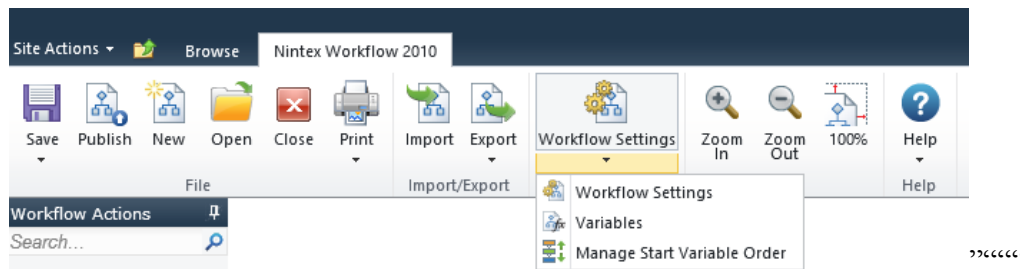 Site Actions Browse Nintex Workflow 2010
Save Publish New Open Close Print Import Export Workflow Settings Zoom In Zoom Out 100% Help
File Import/Export Help
Workflow Actions
Search...
Workflow Settings
Variables
Manage Start Variable Order
”“““